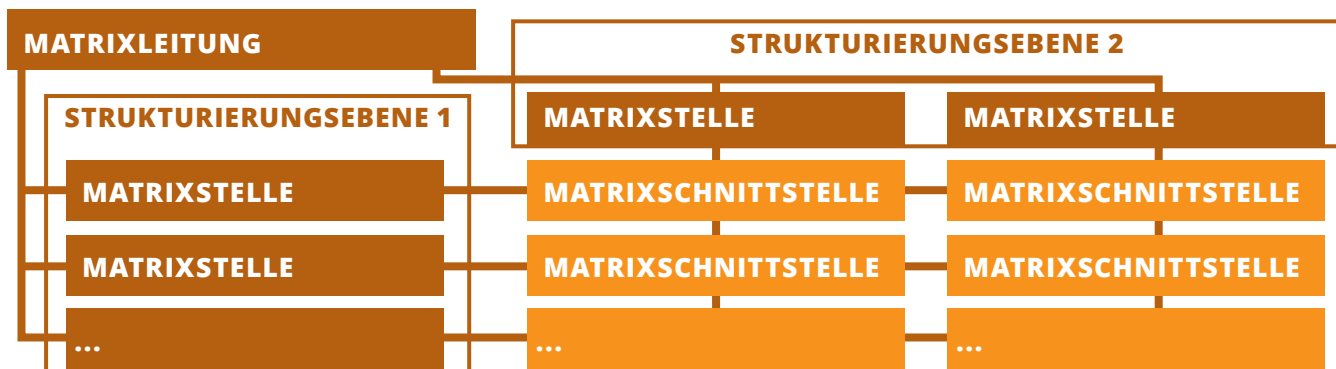 MATRIXLEITUNG
STRUKTURIERUNGSEBENE 2
STRUKTURIERUNGSEBENE 1
MATRIXSTELLE
MATRIXSTELLE
MATRIXSTELLE
MATRIXSCHNITTSTELLE
MATRIXSCHNITTSTELLE
MATRIXSTELLE
MATRIXSCHNITTSTELLE
MATRIXSCHNITTSTELLE
...
...
...